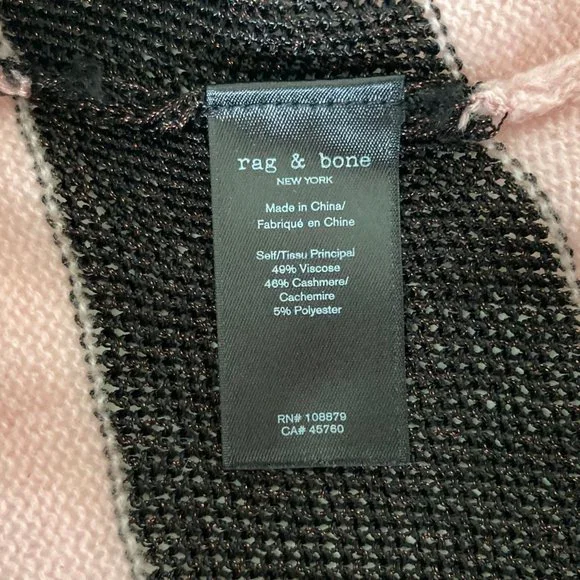 rag & bone
NEW YORK
Made in China/
Fabriqué en Chine
Self/Tissu Principal
49% Viscose
46% Cashmere/
Cachemire
5% Polyester
RN# 108879
CA# 45760